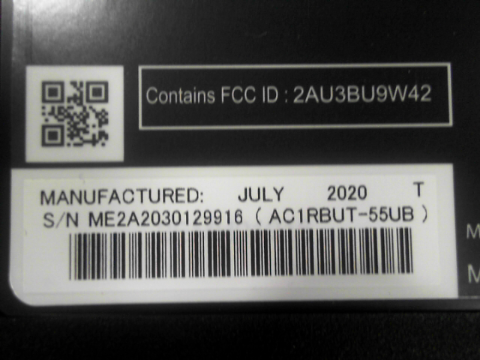 Contains FCC ID : 2AU3BU9W42
MANUFACTURED: JULY 2020 T
S/N ME2A2030129916 ( AC1RBUT-55UB )
M
M